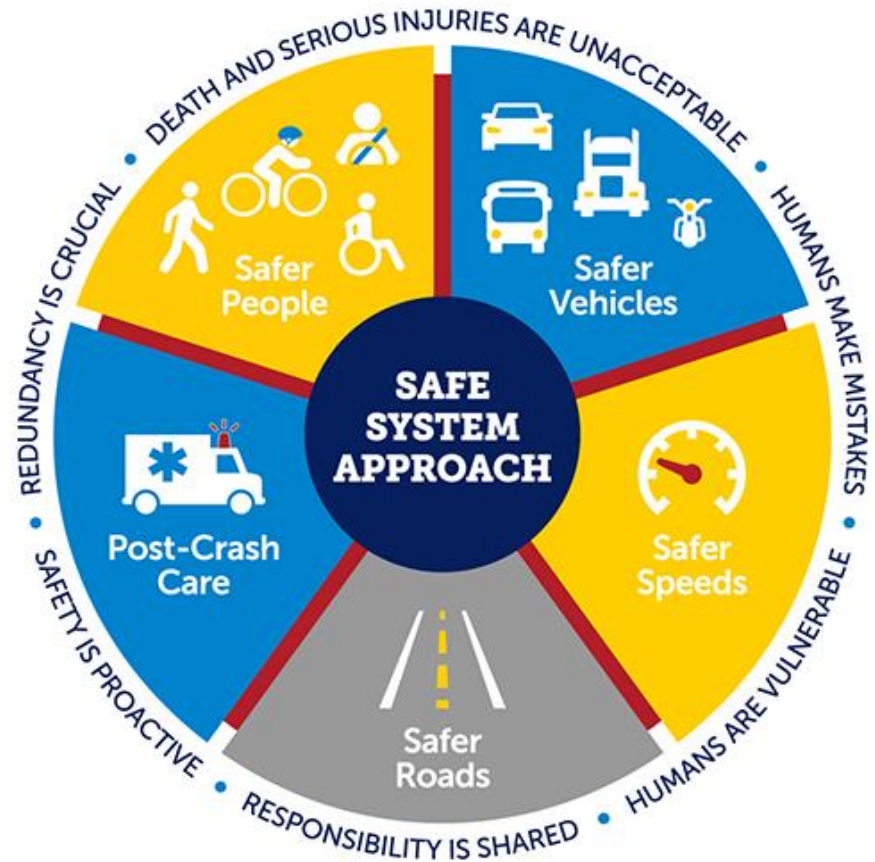 DEATH AND SERIOUS INJURIES ARE UNACCEPTABLE
HUMANS MAKE MISTAKES
HUMANS ARE VULNERABLE
RESPONSIBILITY IS SHARED
SAFETY IS PROACTIVE
REDUNDANCY IS CRUCIAL
Safer
People
Safer
Vehicles
SAFE
SYSTEM
APPROACH
Post-Crash
Care
Safer
Speeds
Safer
Roads